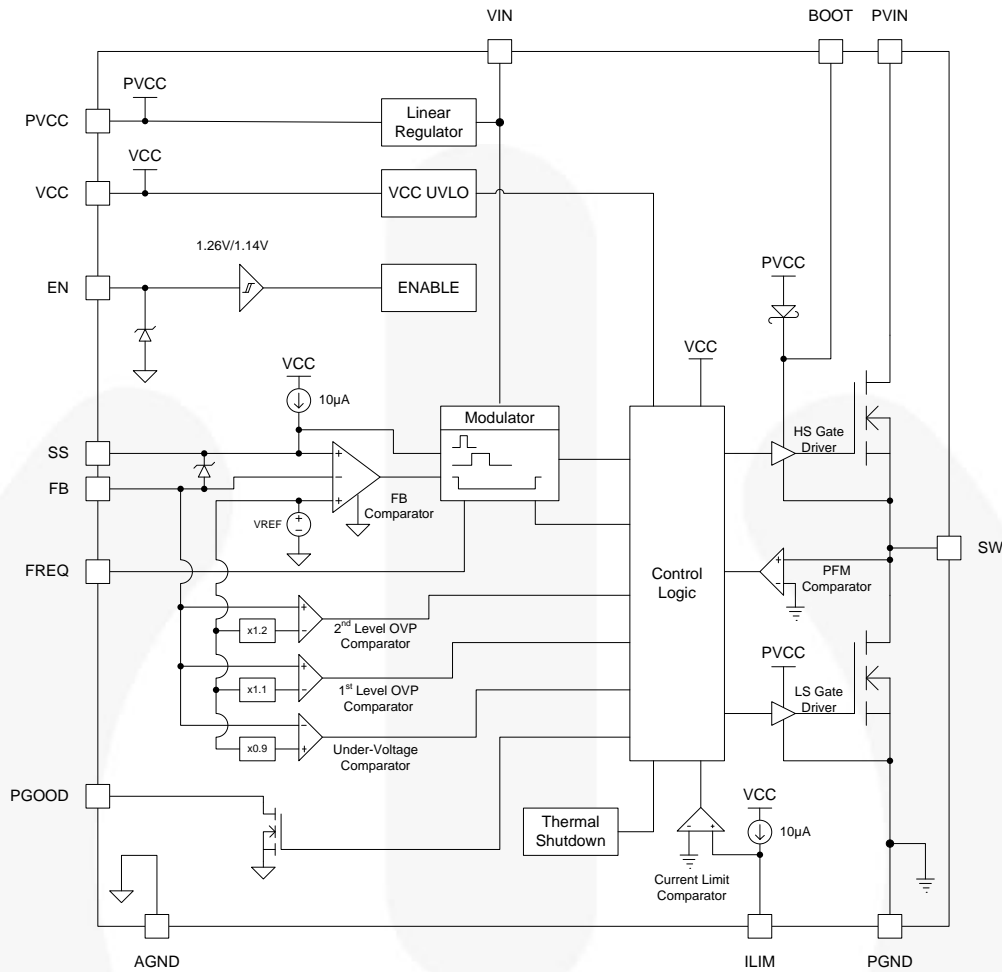 VIN
BOOT
PVIN
PVCC
PVCC
Linear
Regulator
VCC
VCC
VCC UVLO
1.26V/1.14V
EN
ENABLE
PVCC
VCC
10µA
VCC
Modulator
SS
FB
+
−
+
FB
Comparator
VREF
+
−
HS Gate
Driver
FREQ
Control
Logic
+
−
PFM
Comparator
SW
x1.2
+
−
2nd Level OVP
Comparator
x1.1
+
−
1st Level OVP
Comparator
PVCC
LS Gate
Driver
x0.9
−
+
Under-Voltage
Comparator
PGOOD
Thermal
Shutdown
VCC
10µA
−
+
Current Limit
Comparator
AGND
ILIM
PGND